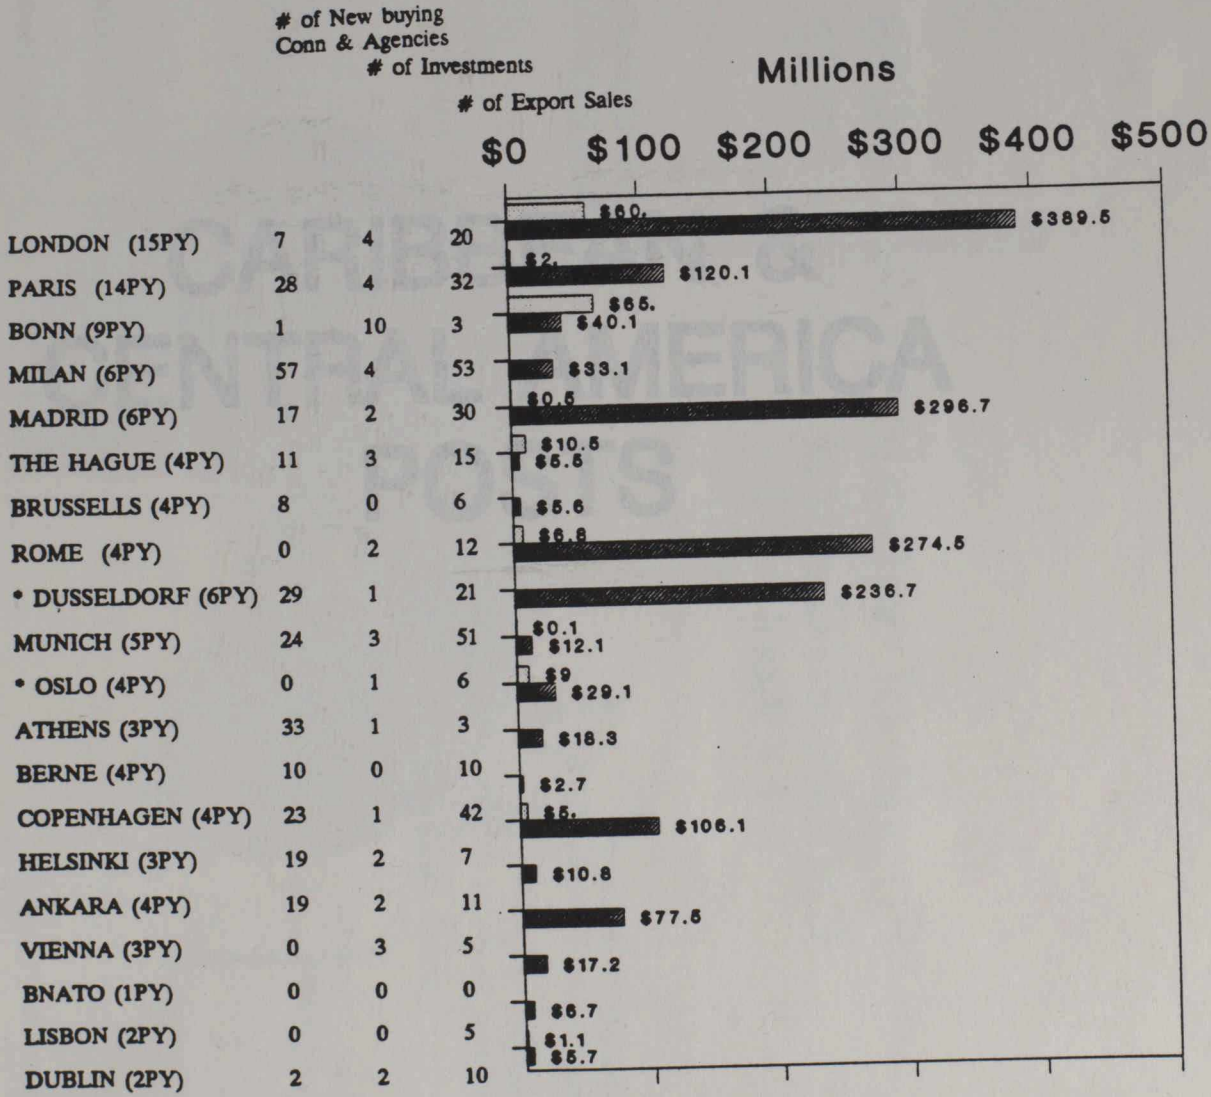 # of New buying
Conn & Agencies
# of Investments
# of Export Sales
Millions
$0 $100 $200 $300 $400 $500
$60.
LONDON (15PY) 7 4 20 $389.5
$2.
PARIS (14PY) 28 4 32 $120.1
$65.
BONN (9PY) 1 10 3 $40.1
MILAN (6PY) 57 4 53 $33.1
$0.5
MADRID (6PY) 17 2 30 $296.7
$10.5
THE HAGUE (4PY) 11 3 15 $5.5
BRUSSELLS (4PY) 8 0 6 $5.6
$6.8
ROME (4PY) 0 2 12 $274.5
• DUSSELDORF (6PY) 29 1 21 $236.7
$0.1
MUNICH (5PY) 24 3 51 $12.1
$9
• OSLO (4PY) 0 1 6 $29.1
ATHENS (3PY) 33 1 3 $18.3
BERNE (4PY) 10 0 10 $2.7
$5.
COPENHAGEN (4PY) 23 1 42 $106.1
HELSINKI (3PY) 19 2 7 $10.8
ANKARA (4PY) 19 2 11 $77.5
VIENNA (3PY) 0 3 5 $17.2
BNATO (1PY) 0 0 0 $6.7
LISBON (2PY) 0 0 5 $1.1
$5.7
DUBLIN (2PY) 2 2 10
CARIBBEAN &
CENTRAL AMERICA
POSTS